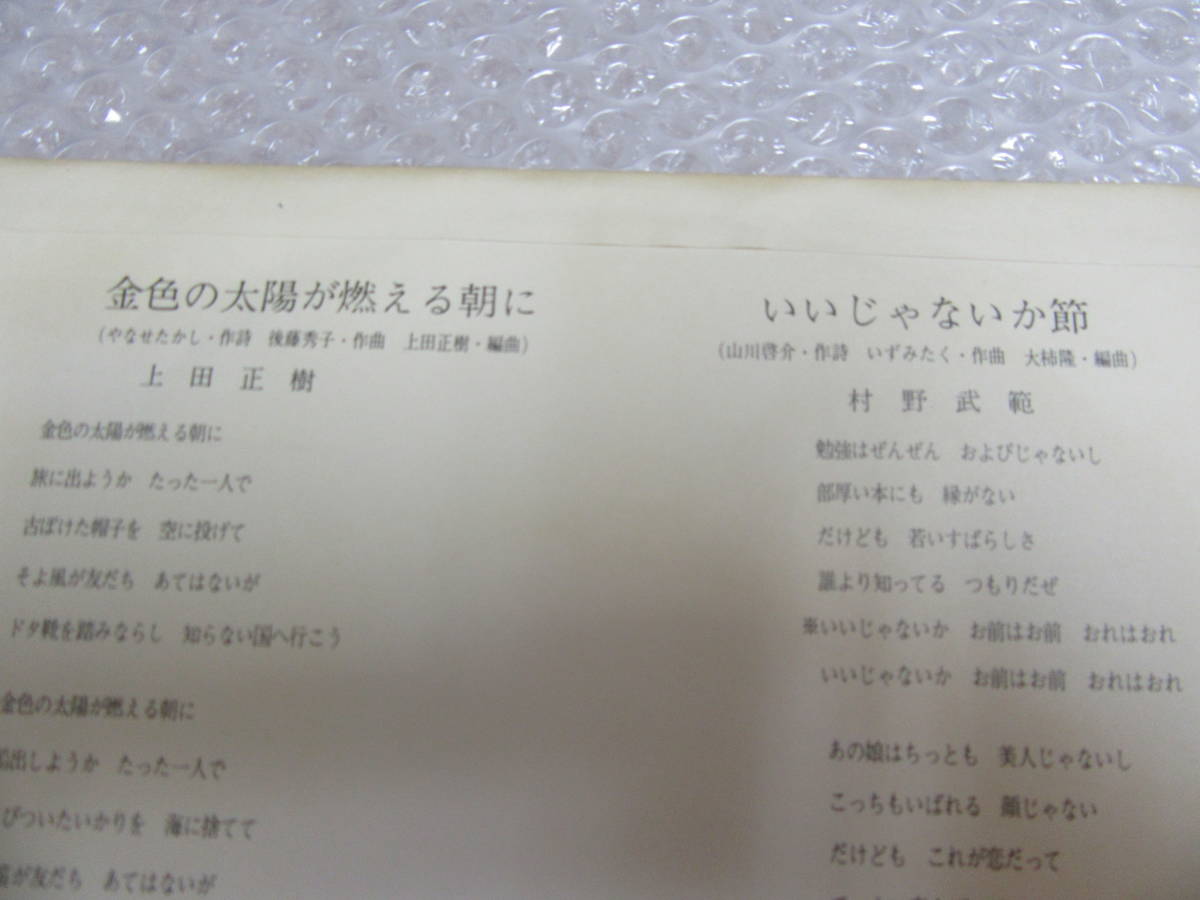 金色の太陽が燃える朝に
(やなせたかし・作詩　後藤秀子・作曲　上田正樹・編曲)
上田正樹
金色の太陽が燃える朝に
旅に出ようか　たった一人で
古ぼけた帽子を　空に投げて
そよ風が友だち　あてはないが
ドタ靴を踏みならし　知らない国へ行こう
金色の太陽が燃える朝に
出しようか　たった一人で
びついたいかりを　海に捨てて
風が友だち　あてはないが
いいじゃないか節
(山川啓介・作詩　いずみたく・作曲　大柿隆・編曲)
村野武範
勉強はぜんぜん　およびじゃないし
部厚い本にも　縁がない
だけども　若いすばらしさ
誰より知ってる　つもりだぜ
※いいじゃないか　お前はお前　おれはおれ
いいじゃないか　お前はお前　おれはおれ
あの娘はちっとも　美人じゃないし
こっちもいばれる　顔じゃない
だけども　これが恋だって